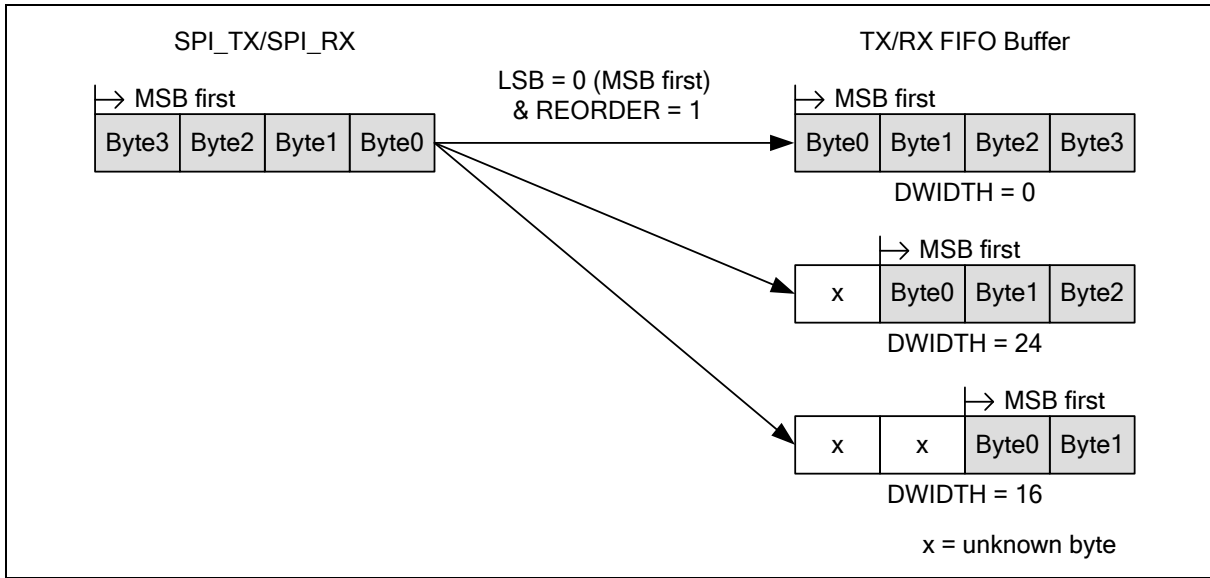 SPI_TX/SPI_RX
TX/RX FIFO Buffer
LSB = 0 (MSB first)
& REORDER = 1
MSB first
Byte3 Byte2 Byte1 Byte0
MSB first
Byte0 Byte1 Byte2 Byte3
DWIDTH = 0
MSB first
x Byte0 Byte1 Byte2
DWIDTH = 24
MSB first
x x Byte0 Byte1
DWIDTH = 16
x = unknown byte